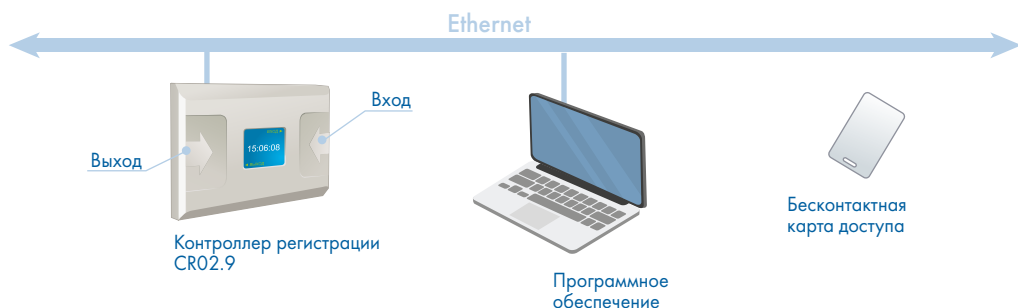 Ethernet
Вход
15:06:08
Выход
Контроллер регистрации
CR02.9
Программное
обеспечение
Бесконтактная
карта доступа